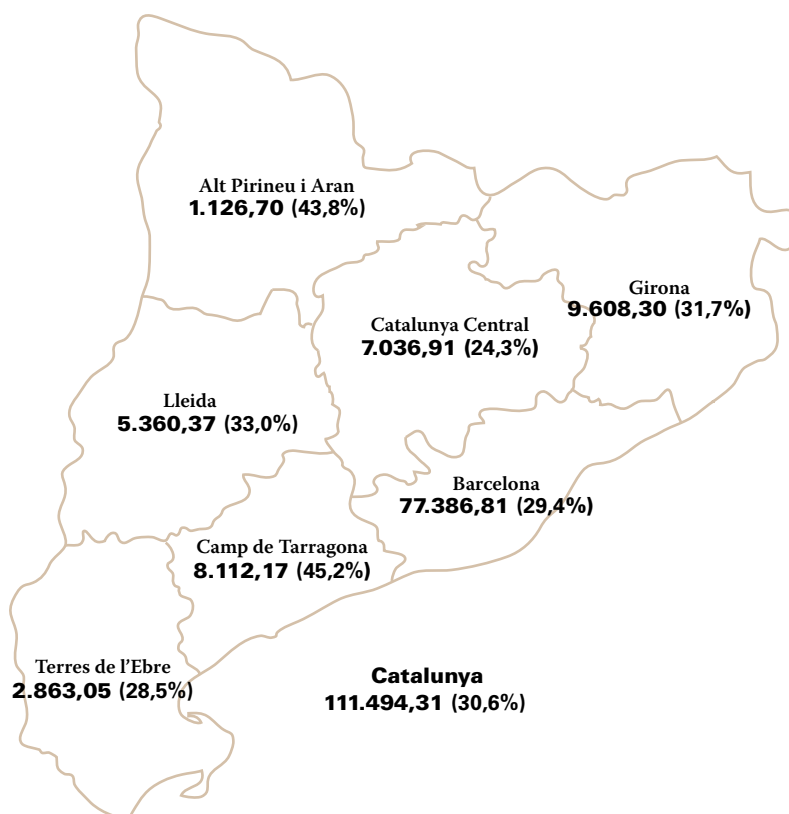 Alt Pirineu i Aran
1.126,70 (43,8%)
Girona
9.608,30 (31,7%)
Catalunya Central
7.036,91 (24,3%)
Lleida
5.360,37 (33,0%)
Barcelona
77.386,81 (29,4%)
Camp de Tarragona
8.112,17 (45,2%)
Terres de l'Ebre
2.863,05 (28,5%)
Catalunya
111.494,31 (30,6%)